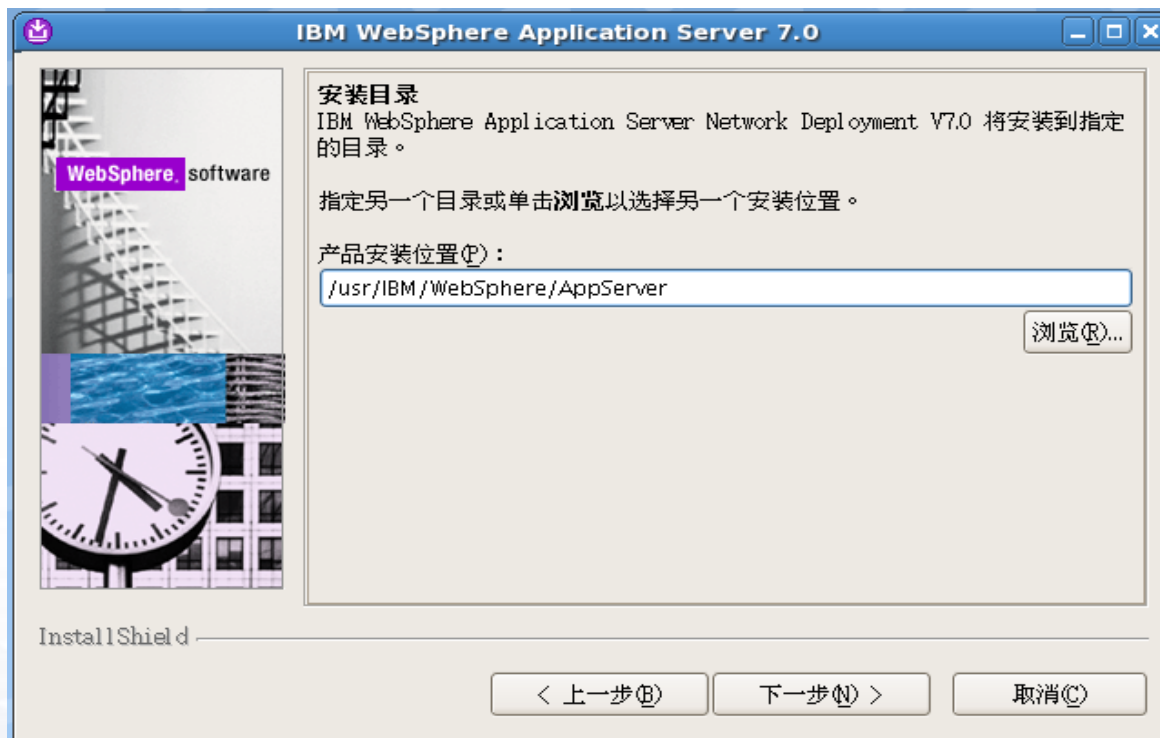 IBM WebSphere Application Server 7.0
WebSphere. software
安装目录
IBM WebSphere Application Server Network Deployment V7.0 将安装到指定
的目录。
指定另一个目录或单击浏览以选择另一个安装位置。
产品安装位置(P)：
/usr/IBM/WebSphere/AppServer
浏览(R)...
InstallShield
< 上一步(B)
下一步(N) >
取消(C)